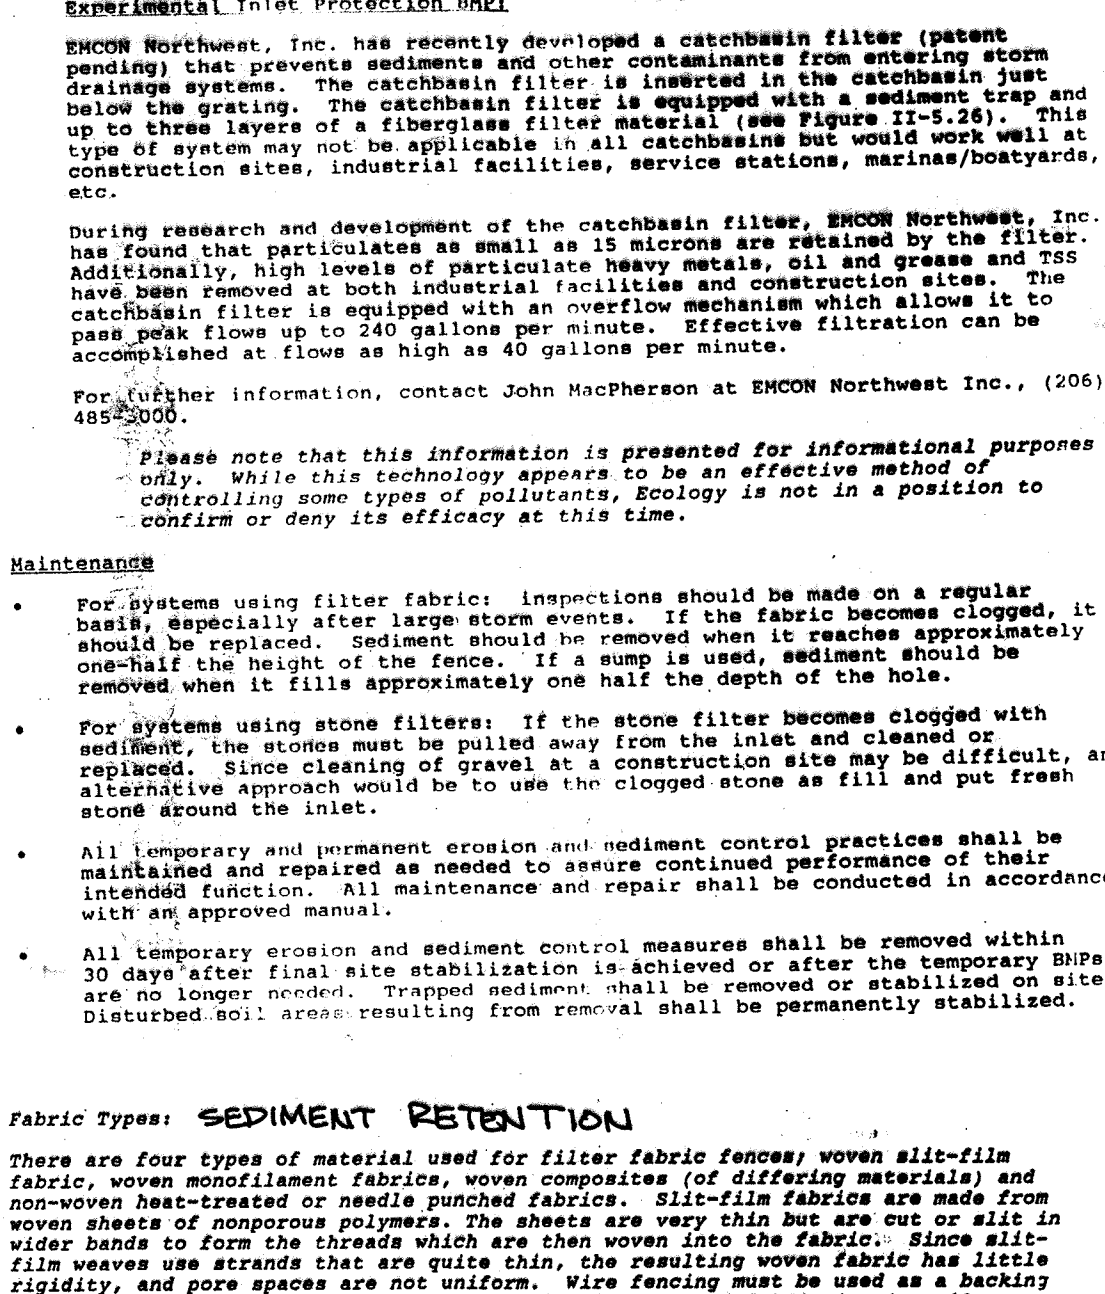 Experimental Inlet Protection BMPI
EMCON Northwest, Inc. has recently developed a catchbasin filter (patent
pending) that prevents sediments and other contaminants from entering storm
drainage systems. The catchbasin filter is inserted in the catchbasin just
below the grating. The catchbasin filter is equipped with a sediment trap and
up to three layers of a fiberglass filter material (see Figure II-5.26). This
type of system may not be applicable in all catchbasins but would work well at
construction sites, industrial facilities, service stations, marinas/boatyards,
etc.
During research and development of the catchbasin filter, EMCON Northwest, Inc.
has found that particulates as small as 15 microns are retained by the filter.
Additionally, high levels of particulate heavy metals, oil and grease and TSS
have been removed at both industrial facilities and construction sites. The
catchbasin filter is equipped with an overflow mechanism which allows it to
pass peak flows up to 240 gallons per minute. Effective filtration can be
accomplished at flows as high as 40 gallons per minute.
For further information, contact John MacPherson at EMCON Northwest Inc., (206)
485-5000.
Please note that this information is presented for informational purposes
only. While this technology appears to be an effective method of
controlling some types of pollutants, Ecology is not in a position to
confirm or deny its efficacy at this time.
Maintenance
• For systems using filter fabric: inspections should be made on a regular
basis, especially after large storm events. If the fabric becomes clogged, it
should be replaced. Sediment should be removed when it reaches approximately
one-half the height of the fence. If a sump is used, sediment should be
removed when it fills approximately one half the depth of the hole.
• For systems using stone filters: If the stone filter becomes clogged with
sediment, the stones must be pulled away from the inlet and cleaned or
replaced. Since cleaning of gravel at a construction site may be difficult, an
alternative approach would be to use the clogged stone as fill and put fresh
stone around the inlet.
• All temporary and permanent erosion and sediment control practices shall be
maintained and repaired as needed to assure continued performance of their
intended function. All maintenance and repair shall be conducted in accordance
with an approved manual.
• All temporary erosion and sediment control measures shall be removed within
30 days after final site stabilization is achieved or after the temporary BMPs
are no longer needed. Trapped sediment shall be removed or stabilized on site
Disturbed soil areas resulting from removal shall be permanently stabilized.
Fabric Types: SEDIMENT RETENTION
There are four types of material used for filter fabric fences; woven slit-film
fabric, woven monofilament fabrics, woven composites (of differing materials) and
non-woven heat-treated or needle punched fabrics. Slit-film fabrics are made from
woven sheets of nonporous polymers. The sheets are very thin but are cut or slit in
wider bands to form the threads which are then woven into the fabric. Since slit-
film weaves use strands that are quite thin, the resulting woven fabric has little
rigidity, and pore spaces are not uniform. Wire fencing must be used as a backing